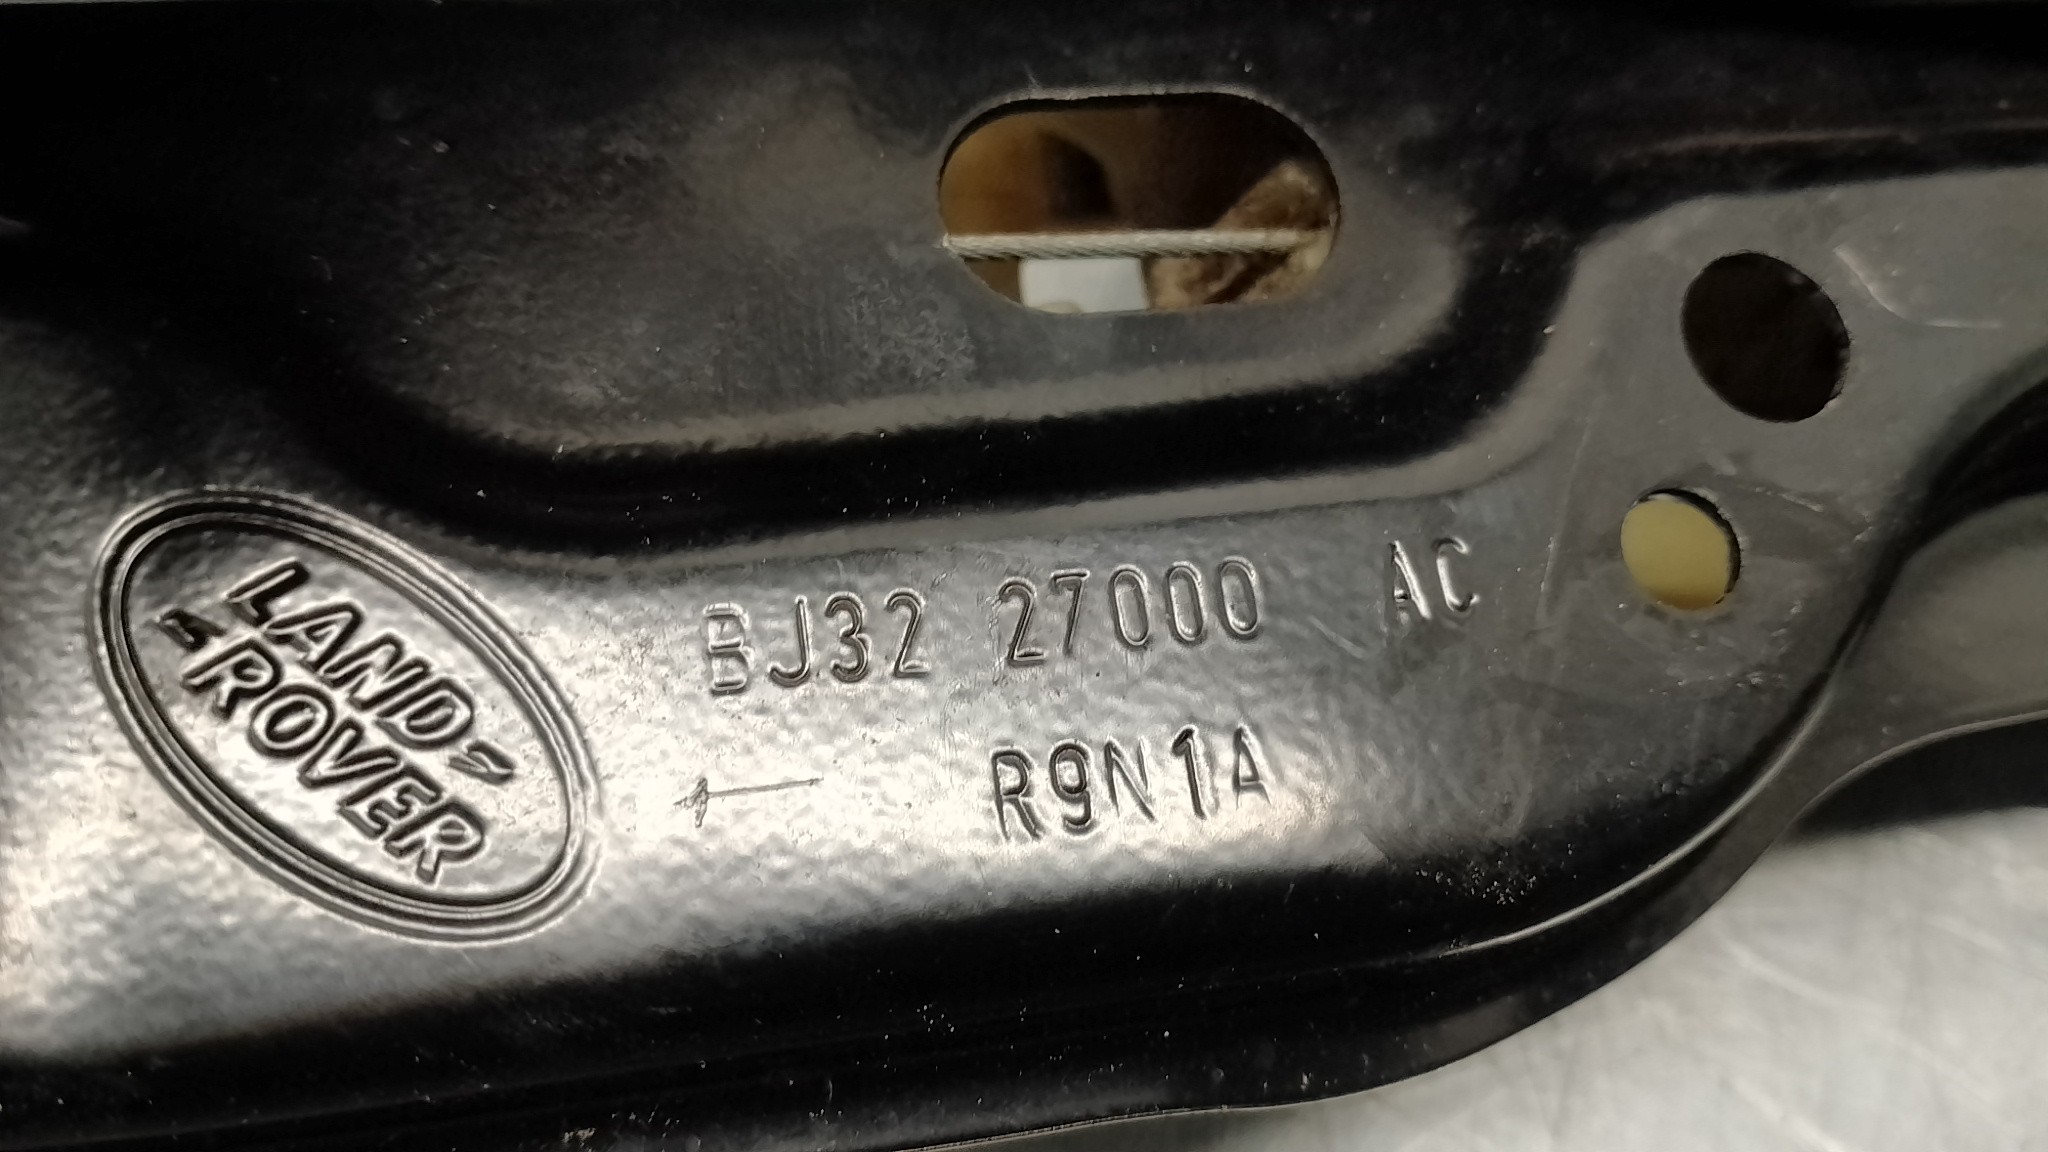 LAND
ROVER
BJ32 27000 AC
R9N1A